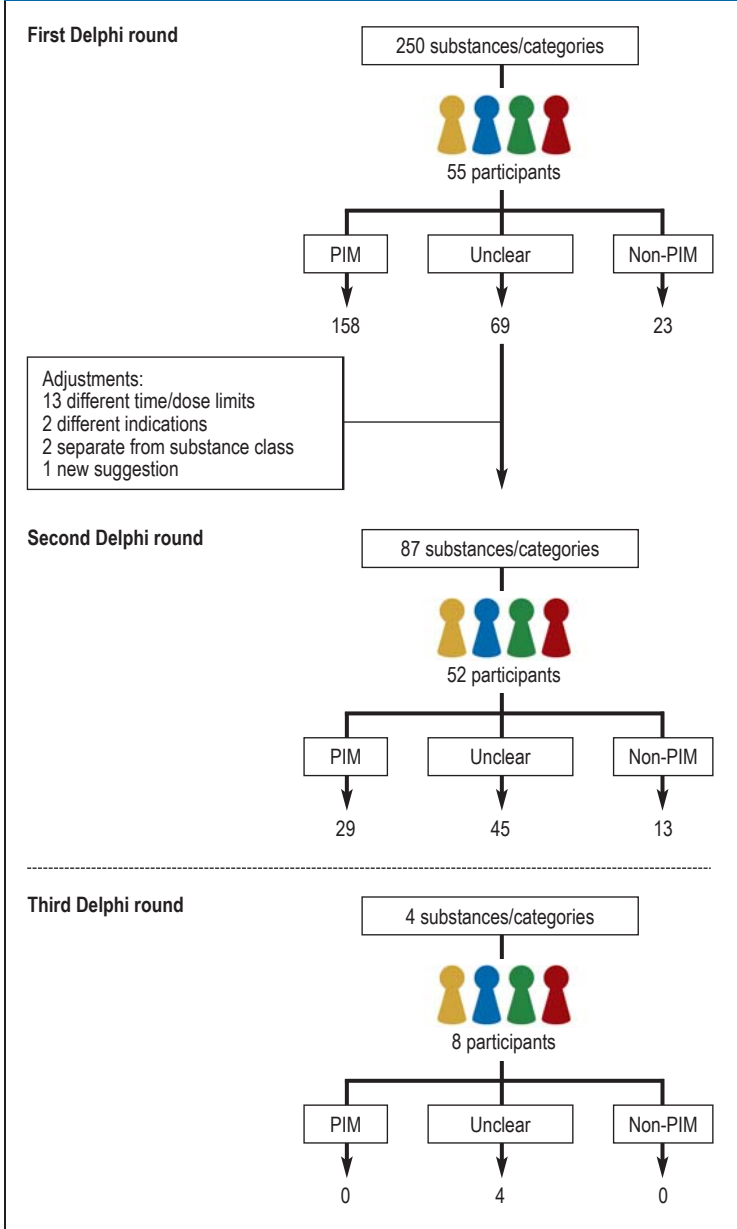 First Delphi round
250 substances/categories
55 participants
PIM Unclear Non-PIM
158 69 23
Adjustments:
13 different time/dose limits
2 different indications
2 separate from substance class
1 new suggestion
Second Delphi round
87 substances/categories
52 participants
PIM Unclear Non-PIM
29 45 13
Third Delphi round
4 substances/categories
8 participants
PIM Unclear Non-PIM
0 4 0